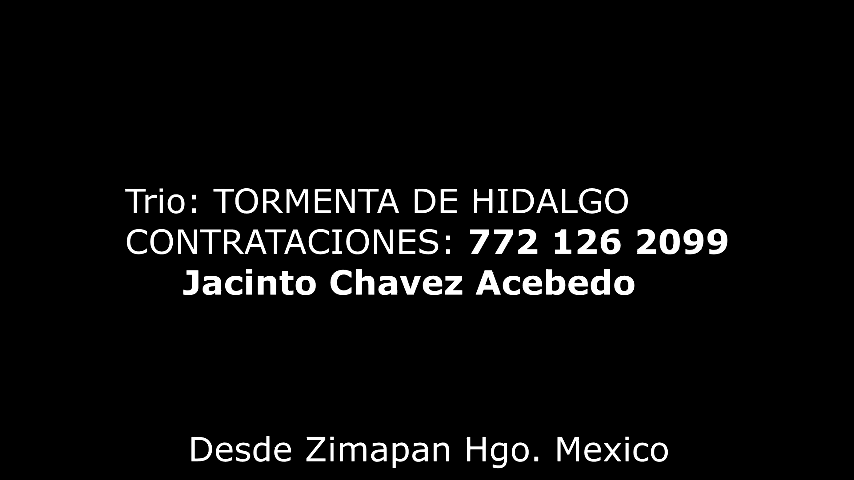 Trio: TORMENTA DE HIDALGO
CONTRATACIONES: 772 126 2099
Jacinto Chavez Acebedo
Desde Zimapan Hgo. Mexico